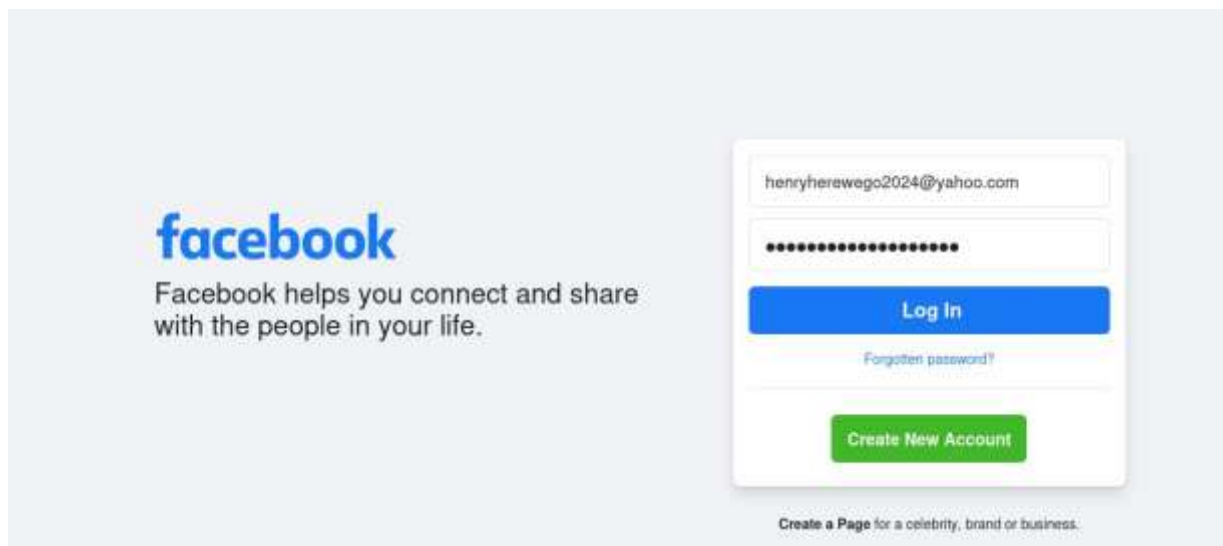 facebook
Facebook helps you connect and share
with the people in your life.
henryherewego2024@yahoo.com
●●●●●●●●●●●●●●●●●●●
Log In
Forgotten password?
Create New Account
Create a Page for a celebrity, brand or business.